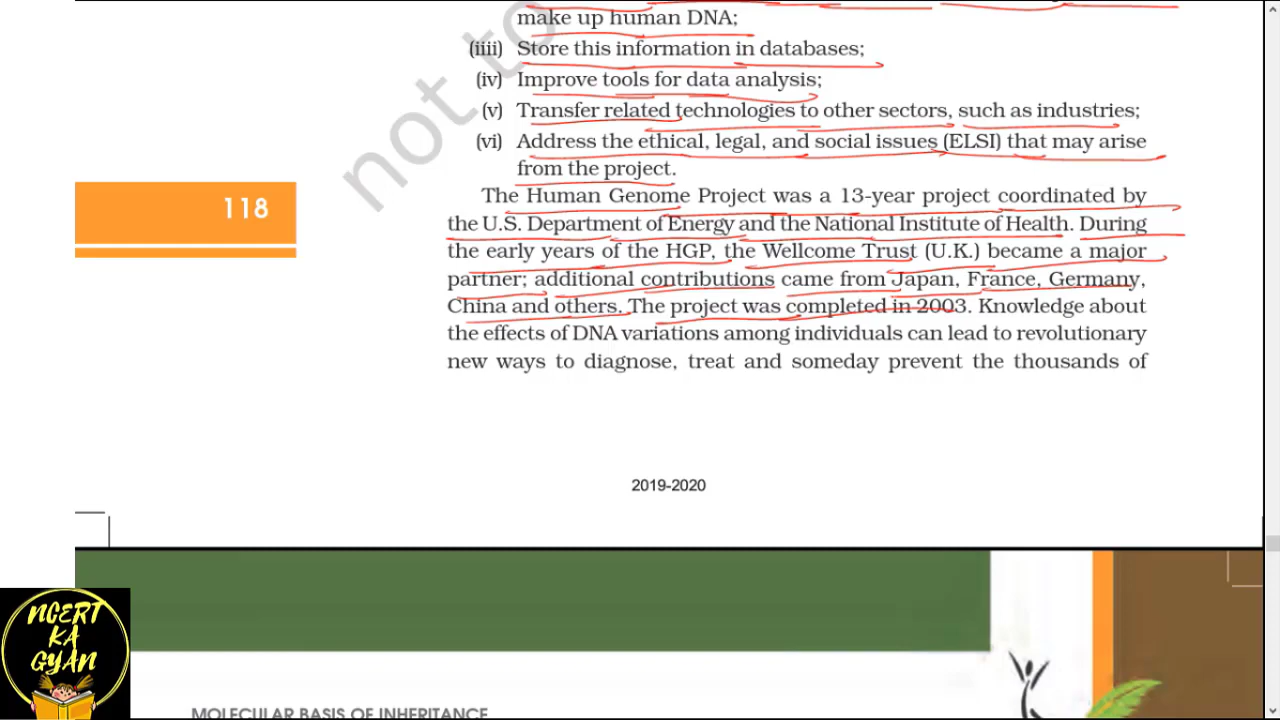 make up human DNA;
(iiii) Store this information in databases;
(iv) Improve tools for data analysis;
(v) Transfer related technologies to other sectors, such as industries;
(vi) Address the ethical, legal, and social issues (ELSI) that may arise
from the project.
The Human Genome Project was a 13-year project coordinated by
the U.S. Department of Energy and the National Institute of Health. During
the early years of the HGP, the Wellcome Trust (U.K.) became a major
partner; additional contributions came from Japan, France, Germany,
China and others. The project was completed in 2003. Knowledge about
the effects of DNA variations among individuals can lead to revolutionary
new ways to diagnose, treat and someday prevent the thousands of
118
not to
2019-2020
NCERT
KA
GYAN
MOLECULAR BASIS OF INHERITANCE